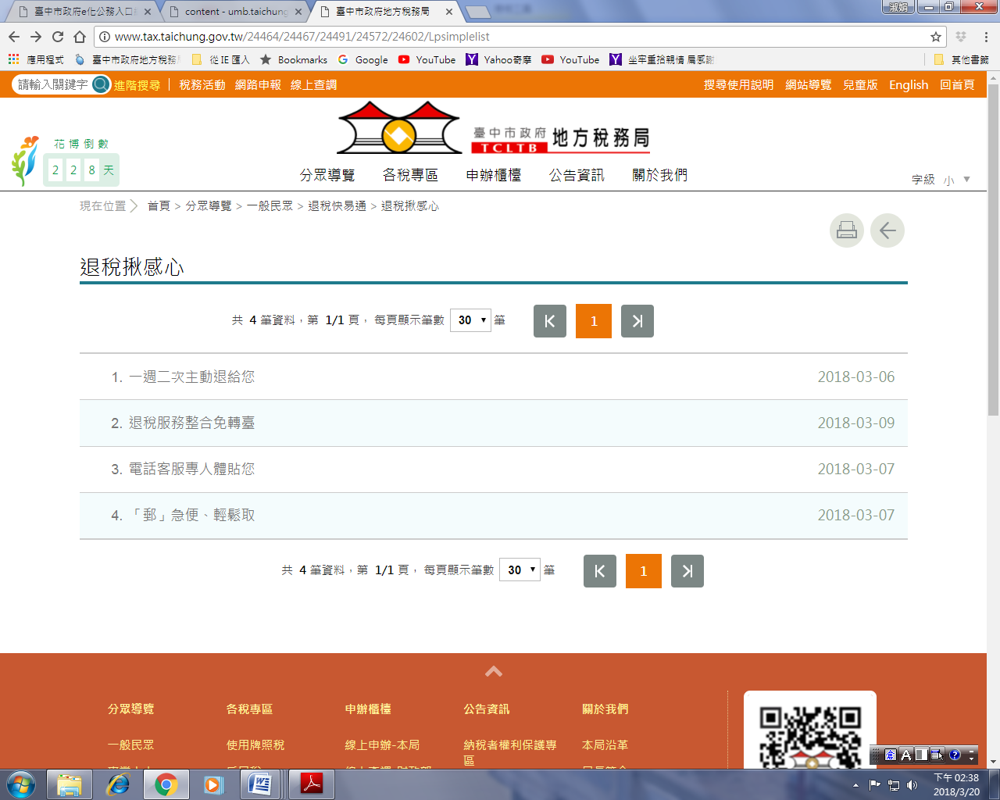 臺中市政府e化公務入口
content - umb.taichung
臺中市政府地方稅務局
淑娟
www.tax.taichung.gov.tw/24464/24467/24491/24572/24602/Lpsimplelist
應用程式 臺中市政府地方稅務 從 IE 匯入 Bookmarks Google YouTube Yahoo奇摩 YouTube 坐牢重拾親情 扁感謝 其他書籤
請輸入關鍵字 進階搜尋 | 稅務活動 網路申報 線上查調 搜尋使用說明 網站導覽 兒童版 English 回首頁
花博倒數
2 2 8 天
臺中市政府 地方稅務局
TCLTB
分眾導覽 各稅專區 申辦櫃檯 公告資訊 關於我們
字級 小 ▼
現在位置 首頁 > 分眾導覽 > 一般民眾 > 退稅快易通 > 退稅揪感心
退稅揪感心
共 4 筆資料，第 1/1 頁， 每頁顯示筆數 30 筆 1
1. 一週二次主動退給您 2018-03-06
2. 退稅服務整合免轉臺 2018-03-09
3. 電話客服專人體貼您 2018-03-07
4. 「郵」急便、輕鬆取 2018-03-07
共 4 筆資料，第 1/1 頁， 每頁顯示筆數 30 筆 1
分眾導覽 各稅專區 申辦櫃檯 公告資訊 關於我們
一般民眾 使用牌照稅 線上申辦-本局 納稅者權利保護專區 本局沿革
下午 02:38
2018/3/20